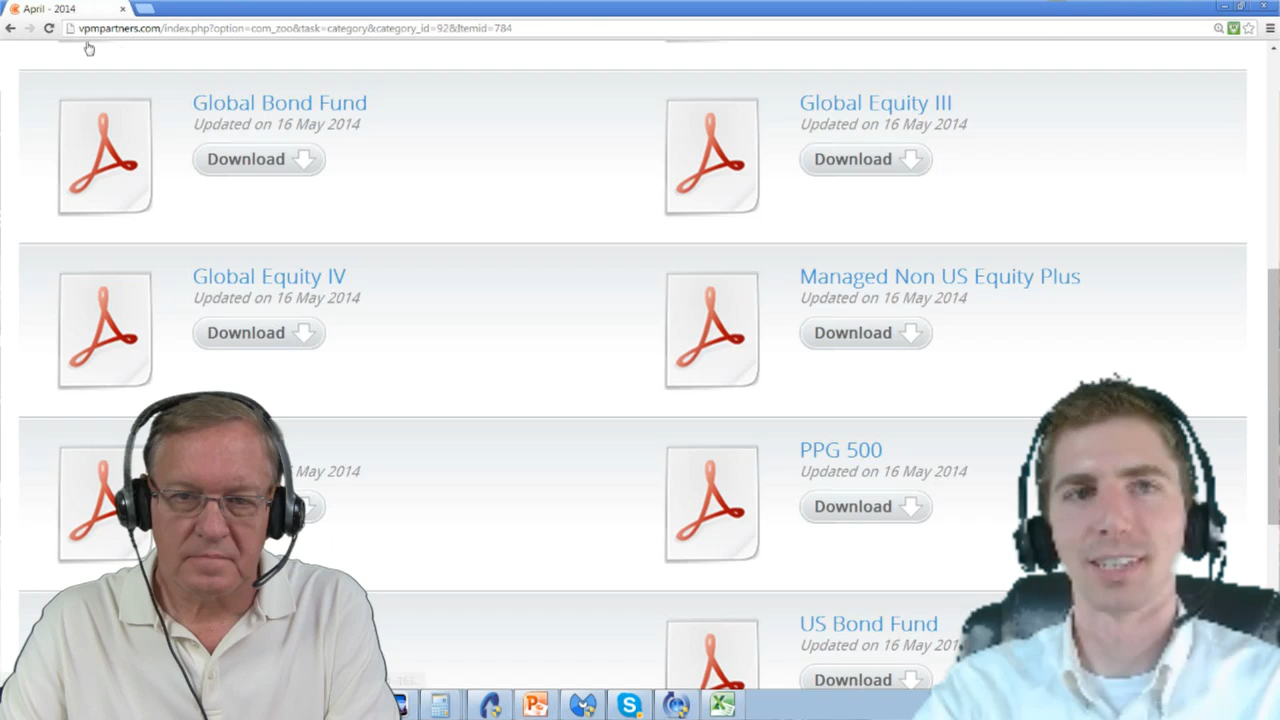 April - 2014
vpmpartners.com/index.php?option=com_zoo&task=category&category_id=92&Itemid=784
Global Bond Fund
Updated on 16 May 2014
Download
Global Equity III
Updated on 16 May 2014
Download
Global Equity IV
Updated on 16 May 2014
Download
Managed Non US Equity Plus
Updated on 16 May 2014
Download
May 2014
PPG 500
Updated on 16 May 2014
Download
US Bond Fund
Updated on 16 May 201
Download